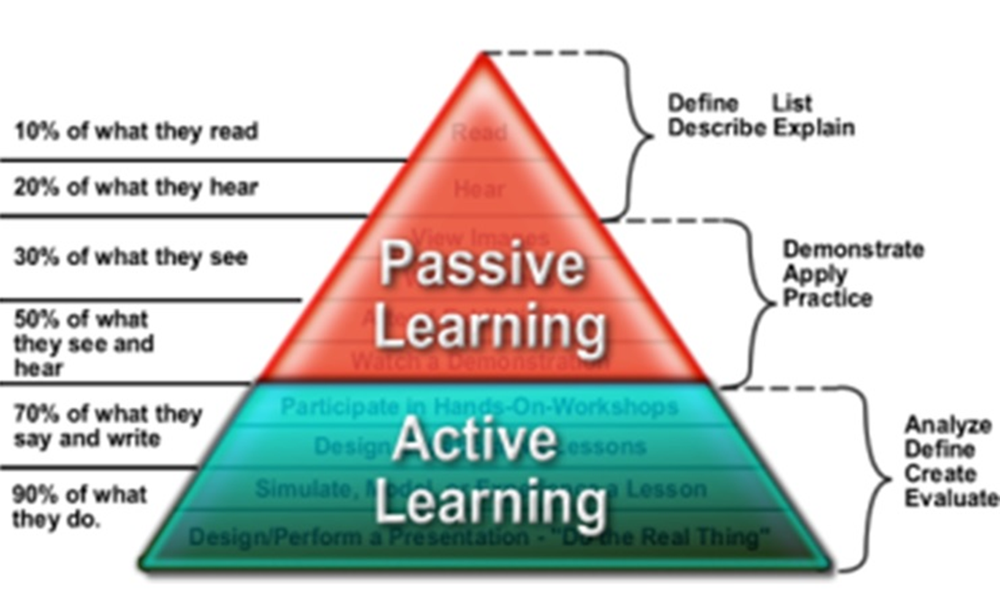 10% of what they read
20% of what they hear
30% of what they see
50% of what
they see and
hear
70% of what they
say and write
90% of what
they do.
Read
Hear
View Images
Watch a Demonstration
Passive
Learning
Participate in Hands-On-Workshops
Design Lessons
Simulate, Model, or Experience a Lesson
Design/Perform a Presentation - "Do the Real Thing"
Active
Learning
Define List
Describe Explain
Demonstrate
Apply
Practice
Analyze
Define
Create
Evaluate